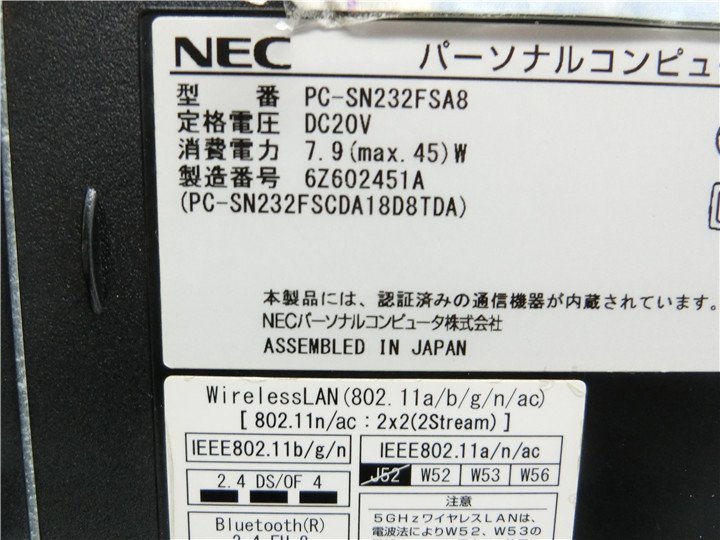 NEC パーソナルコンピュ
型 番 PC-SN232FSA8
定格電圧 DC20V
消費電力 7.9(max.45)W
製造番号 6Z602451A
(PC-SN232FSCDA18D8TDA)
本製品には、認証済みの通信機器が内蔵されています。
NECパーソナルコンピュータ株式会社
ASSEMBLED IN JAPAN
WirelessLAN(802.11a/b/g/n/ac)
[ 802.11n/ac : 2x2(2Stream) ]
IEEE802.11b/g/n IEEE802.11a/n/ac
2.4 DS/OF 4 J52 W52 W53 W56
注意
5GHzワイヤレスLANは、
Bluetooth(R) 電波法によりW52、W53の